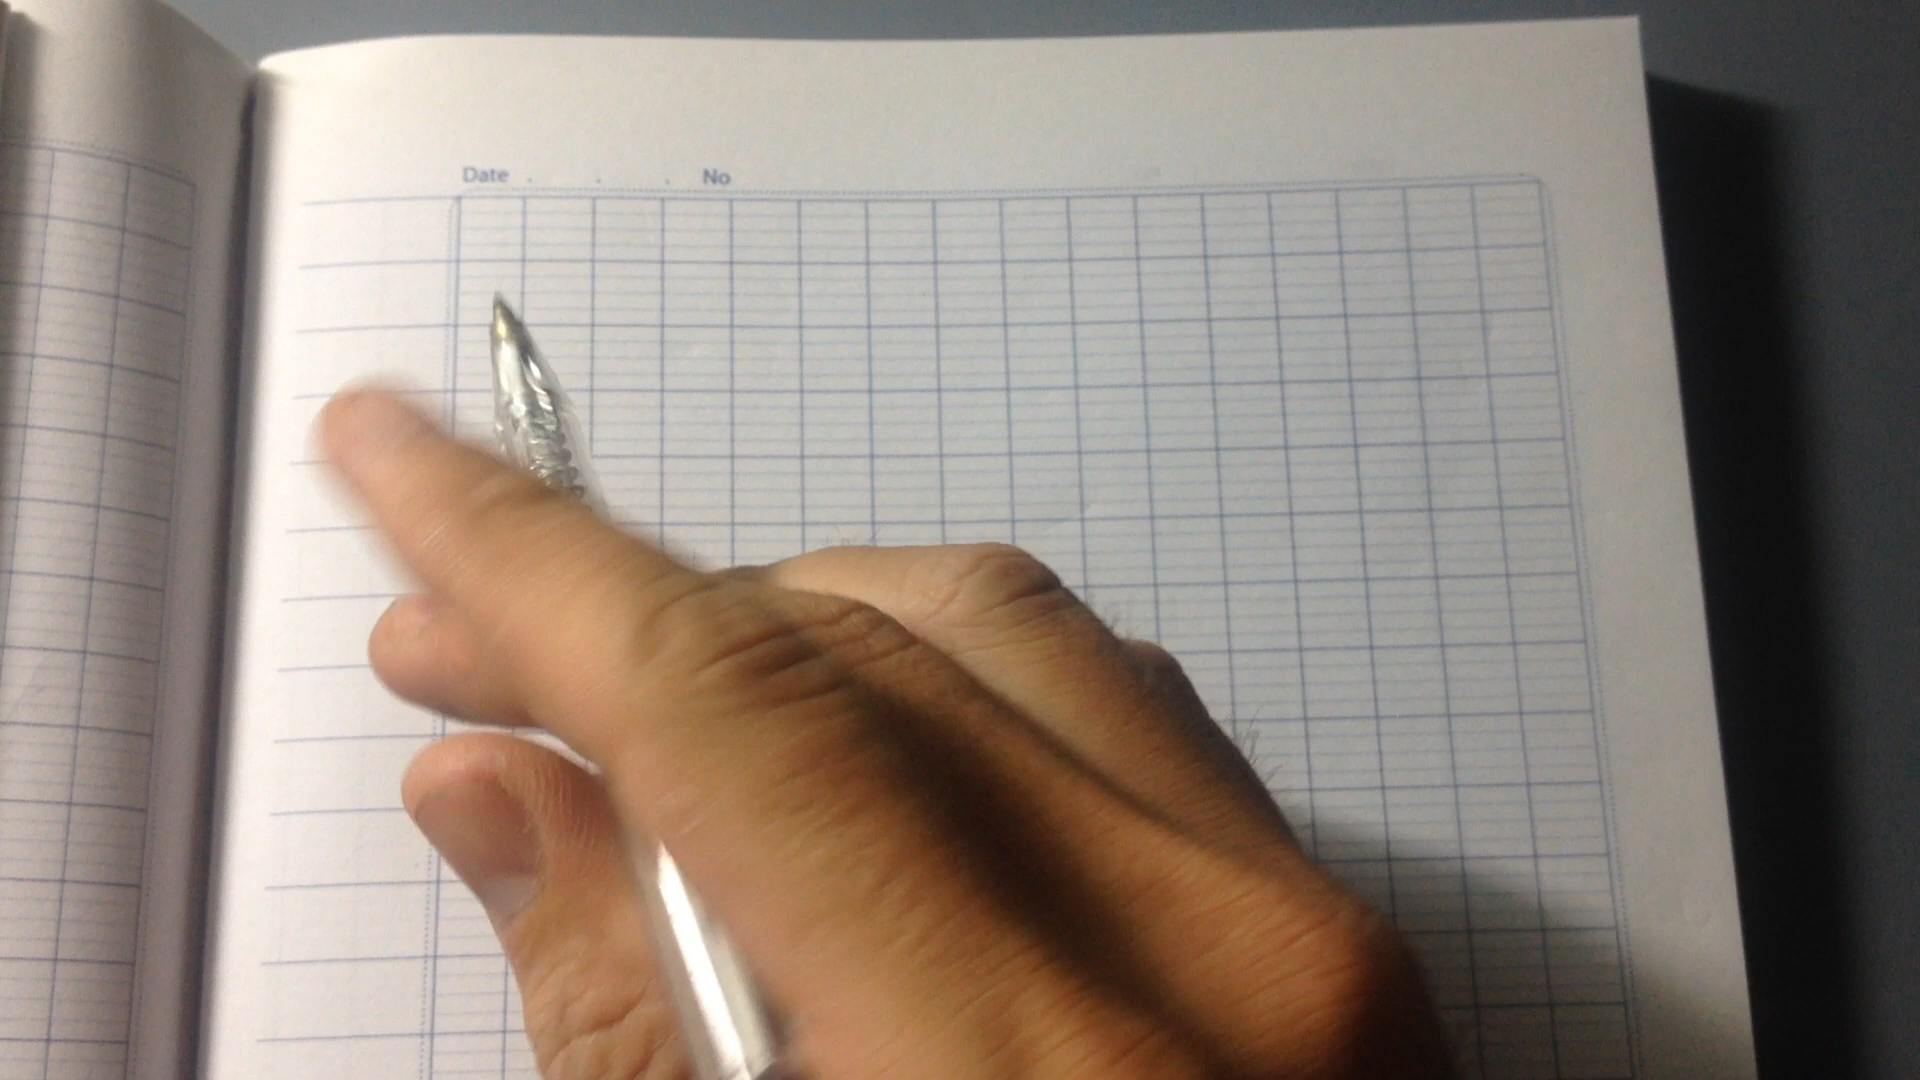 Date . . . No